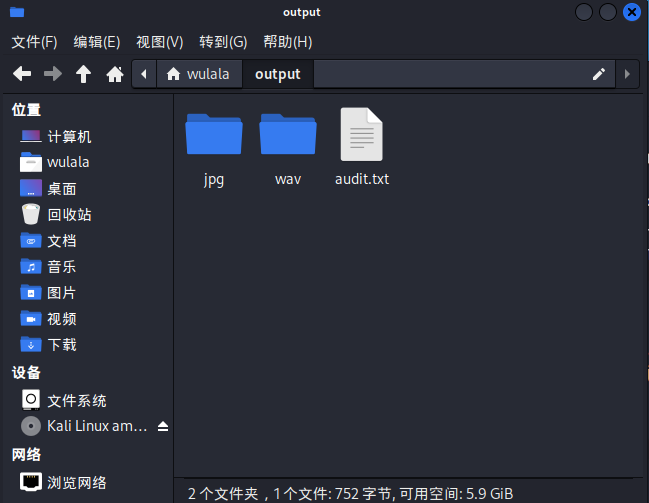 output
文件(F) 编辑(E) 视图(V) 转到(G) 帮助(H)
wulala output
位置
计算机
wulala
桌面
回收站
文档
音乐
图片
视频
下载
设备
文件系统
Kali Linux am...
网络
浏览网络
jpg wav audit.txt
2 个文件夹 , 1 个文件: 752 字节, 可用空间: 5.9 GiB